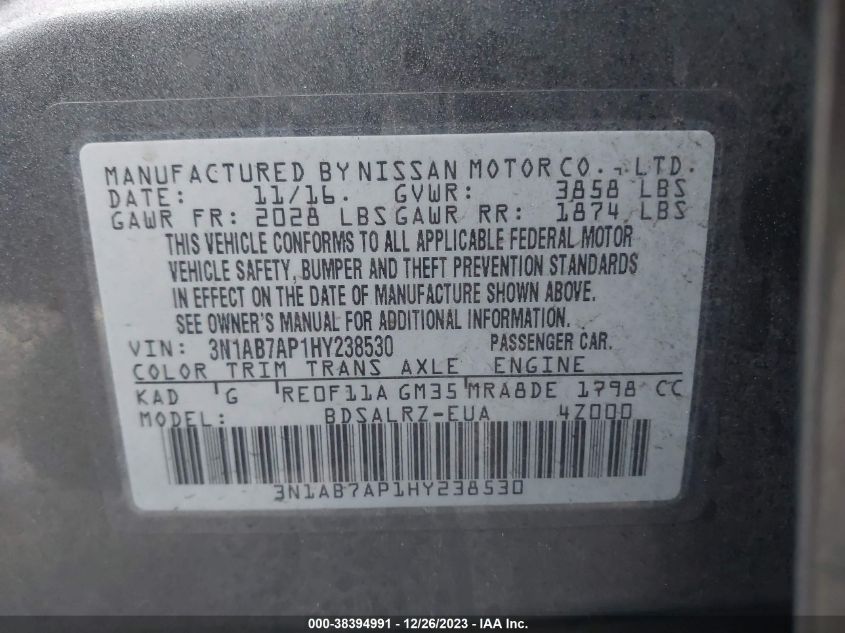 MANUFACTURED BY NISSAN MOTOR CO., LTD.
DATE: 11/16. GVWR: 3858 LBS
GAWR FR: 2028 LBS GAWR RR: 1874 LBS
THIS VEHICLE CONFORMS TO ALL APPLICABLE FEDERAL MOTOR
VEHICLE SAFETY, BUMPER AND THEFT PREVENTION STANDARDS
IN EFFECT ON THE DATE OF MANUFACTURE SHOWN ABOVE.
SEE OWNER'S MANUAL FOR ADDITIONAL INFORMATION.
VIN: 3N1AB7AP1HY238530 PASSENGER CAR.
COLOR TRIM TRANS AXLE ENGINE
KAD G RE0F11A GM35 MRA8DE 1798 CC
MODEL: BDSALRZ-EUA 4Z000
3N1AB7AP1HY238530
000-38394991 - 12/26/2023 - IAA Inc.